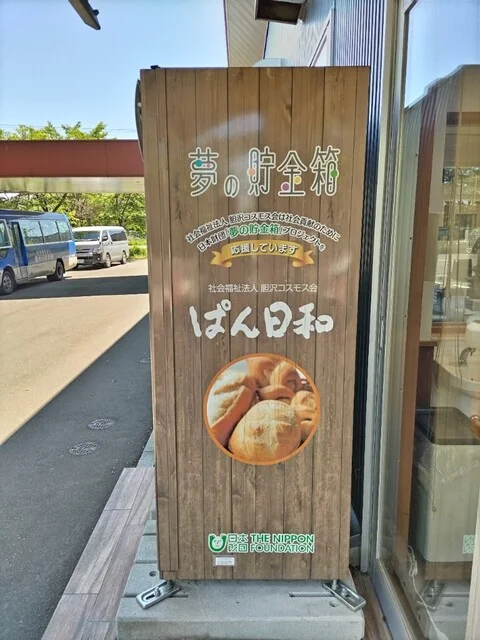 夢の貯金箱
社会福祉法人 胆沢コスモス会は社会貢献のために
日本財団「夢の貯金箱」プロジェクトを
応援しています
社会福祉法人 胆沢コスモス会
ぱん日和
日本財団 THE NIPPON FOUNDATION